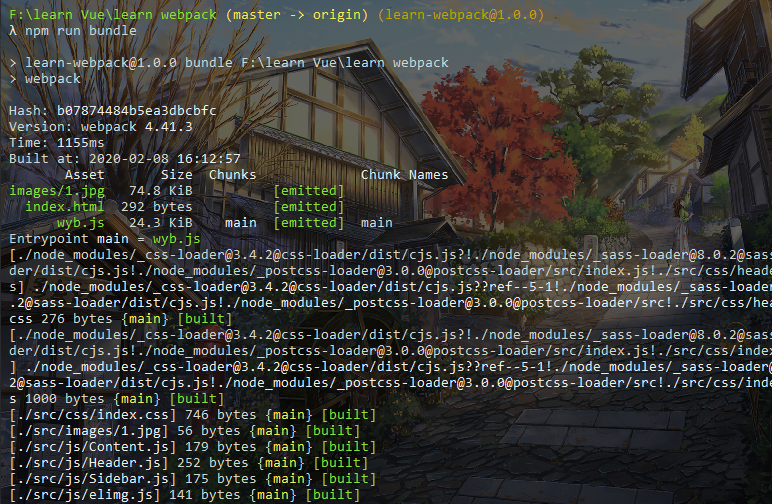 F:\learn Vue\learn webpack (master -> origin) (learn-webpack@1.0.0)
λ npm run bundle
> learn-webpack@1.0.0 bundle F:\learn Vue\learn webpack
> webpack
Hash: b07874484b5ea3dbcbfc
Version: webpack 4.41.3
Time: 1155ms
Built at: 2020-02-08 16:12:57
Asset Size Chunks Chunk Names
images/1.jpg 74.8 KiB [emitted]
index.html 292 bytes [emitted]
wyb.js 24.3 KiB main [emitted] main
Entrypoint main = wyb.js
[./node_modules/_css-loader@3.4.2@css-loader/dist/cjs.js?!./node_modules/_sass-loader@8.0.2@sass
der/dist/cjs.js!./node_modules/_postcss-loader@3.0.0@postcss-loader/src/index.js!./src/css/heade
s] ./node_modules/_css-loader@3.4.2@css-loader/dist/cjs.js??ref--5-1!./node_modules/_sass-loader
.2@sass-loader/dist/cjs.js!./node_modules/_postcss-loader@3.0.0@postcss-loader/src!./src/css/hea
css 276 bytes {main} [built]
[./node_modules/_css-loader@3.4.2@css-loader/dist/cjs.js?!./node_modules/_sass-loader@8.0.2@sass
der/dist/cjs.js!./node_modules/_postcss-loader@3.0.0@postcss-loader/src/index.js!./src/css/index
] ./node_modules/_css-loader@3.4.2@css-loader/dist/cjs.js??ref--5-1!./node_modules/_sass-loader@
2@sass-loader/dist/cjs.js!./node_modules/_postcss-loader@3.0.0@postcss-loader/src!./src/css/inde
s 1000 bytes {main} [built]
[./src/css/index.css] 746 bytes {main} [built]
[./src/images/1.jpg] 56 bytes {main} [built]
[./src/js/Content.js] 179 bytes {main} [built]
[./src/js/Header.js] 252 bytes {main} [built]
[./src/js/Sidebar.js] 175 bytes {main} [built]
[./src/js/elimg.js] 141 bytes {main} [built]